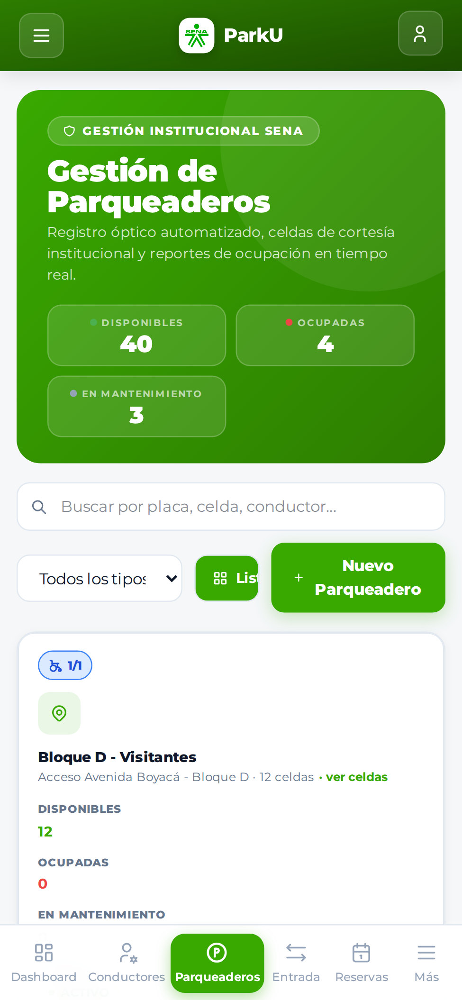 SENA
ParkU
GESTIÓN INSTITUCIONAL SENA
Gestión de
Parqueaderos
Registro óptico automatizado, celdas de cortesía
institucional y reportes de ocupación en tiempo
real.
DISPONIBLES
40
OCUPADAS
4
EN MANTENIMIENTO
3
Buscar por placa, celda, conductor...
Todos los tipos
List
Nuevo
Parqueadero
1/1
Bloque D - Visitantes
Acceso Avenida Boyacá - Bloque D · 12 celdas • ver celdas
DISPONIBLES
12
OCUPADAS
0
EN MANTENIMIENTO
Dashboard
Conductores
Parqueaderos
Entrada
Reservas
Más
ACTIVO